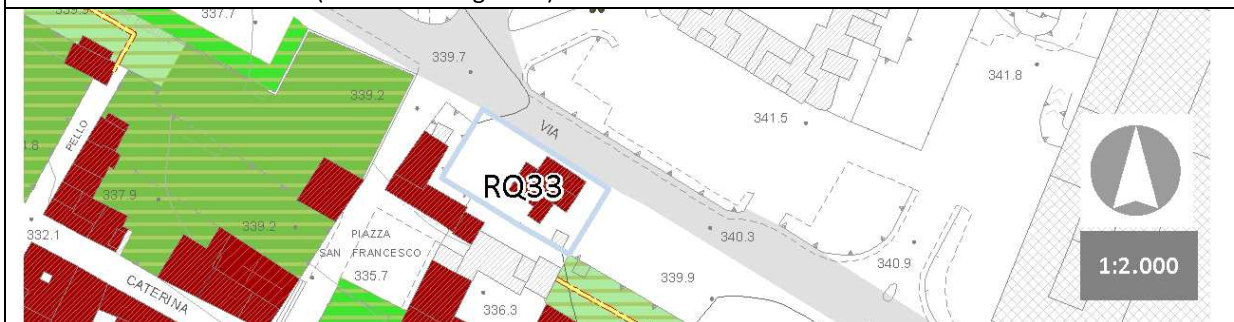 337.7
339.7
341.8
339.2
341.5
VIA
PELLO
RQ33
337.9
339.2
332.1
PIAZZA
SAN FRANCESCO
335.7
340.3
340.9
1:2.000
339.9
CATERINA
336.3